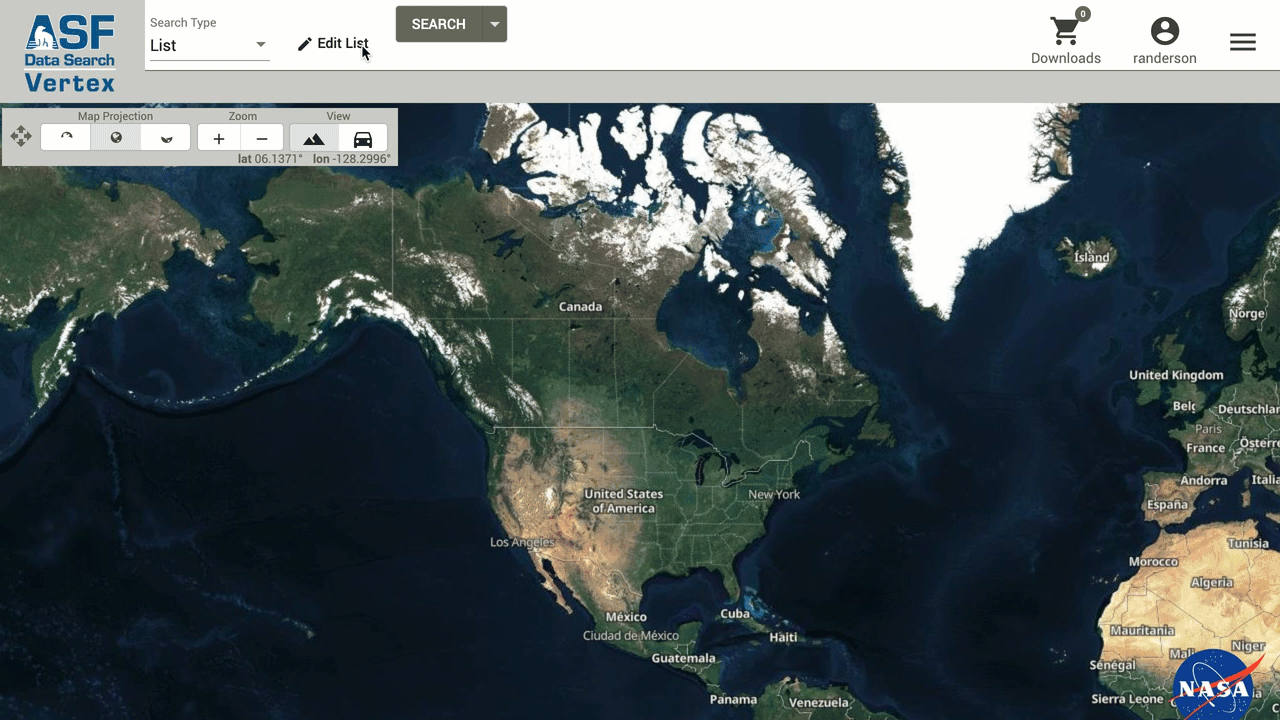 ASF
Data Search
Vertex
Search Type
List
Edit List
SEARCH
0
Downloads
randerson
Map Projection
Zoom
View
+
−
lat 06.1371° lon -128.2996°
Ísland
Canada
Norge
United Kingdom
Belg
Deutschlan
Paris
France
Österr
Andorra
Italia
United States
of America
New York
España
Los Angeles
Tunisia
Morocco
Algeria
México
Cuba
Ciudad de México
Haiti
Mauritania
Guatemala
Mali
Niger
Sénégal
NASA
Panama
Venezuela
Sierra Leone